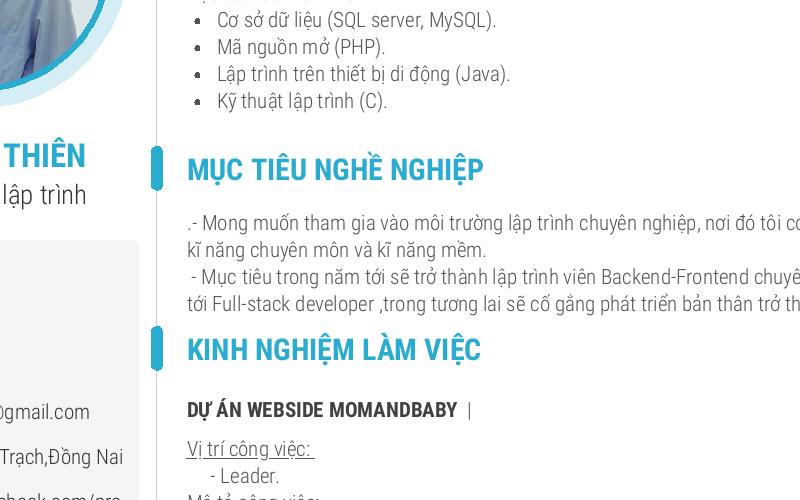 Cơ sở dữ liệu (SQL server, MySQL).
Mã nguồn mở (PHP).
Lập trình trên thiết bị di động (Java).
Kỹ thuật lập trình (C).
THIÊN
lập trình
@gmail.com
Trạch,Đồng Nai
MỤC TIÊU NGHỀ NGHIỆP
.- Mong muốn tham gia vào môi trường lập trình chuyên nghiệp, nơi đó tôi có
kĩ năng chuyên môn và kĩ năng mềm.
- Mục tiêu trong năm tới sẽ trở thành lập trình viên Backend-Frontend
tới Full-stack developer ,trong tương lai sẽ cố gắng phát triển bản thân trở
KINH NGHIỆM LÀM VIỆC
DỰ ÁN WEBSIDE MOMANDBABY |
Vị trí công việc:
- Leader.
Mô tả công việc: